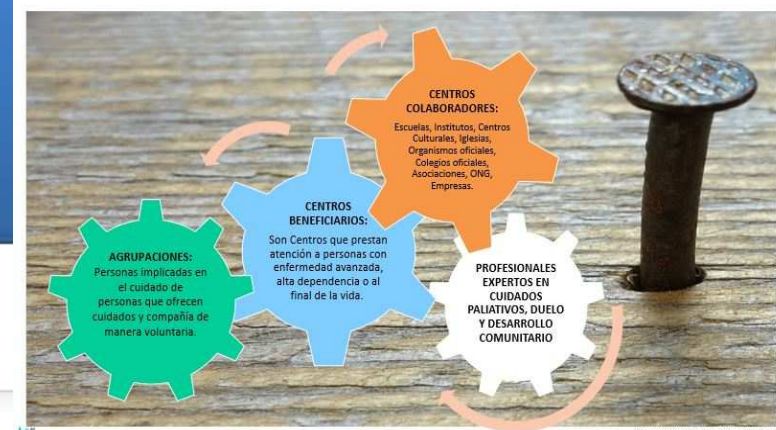 CENTROS
COLABORADORES:
Escuelas, Institutos, Centros
Culturales, Iglesias,
Organismos oficiales,
Colegios oficiales,
Asociaciones, ONG,
Empresas.
CENTROS
BENEFICIARIOS:
Son Centros que prestan
atención a personas con
enfermedad avanzada,
alta dependencia o al
final de la vida.
AGRUPACIONES:
Personas implicadas en
el cuidado de
personas que ofrecen
cuidados y compañía de
manera voluntaria.
PROFESIONALES
EXPERTOS EN
CUIDADOS
PALIATIVOS, DUELO
Y DESARROLLO
COMUNITARIO